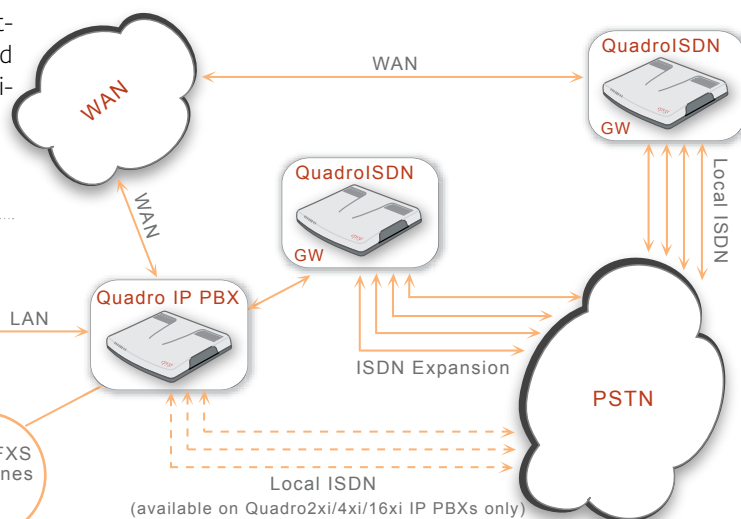 t-
d
i-
WAN
WAN
QuadroISDN
GW
Local ISDN
WAN
QuadroISDN
GW
Quadro IP PBX
LAN
ISDN Expansion
PSTN
FXS
nes
Local ISDN
(available on Quadro2xi/4xi/16xi IP PBXs only)